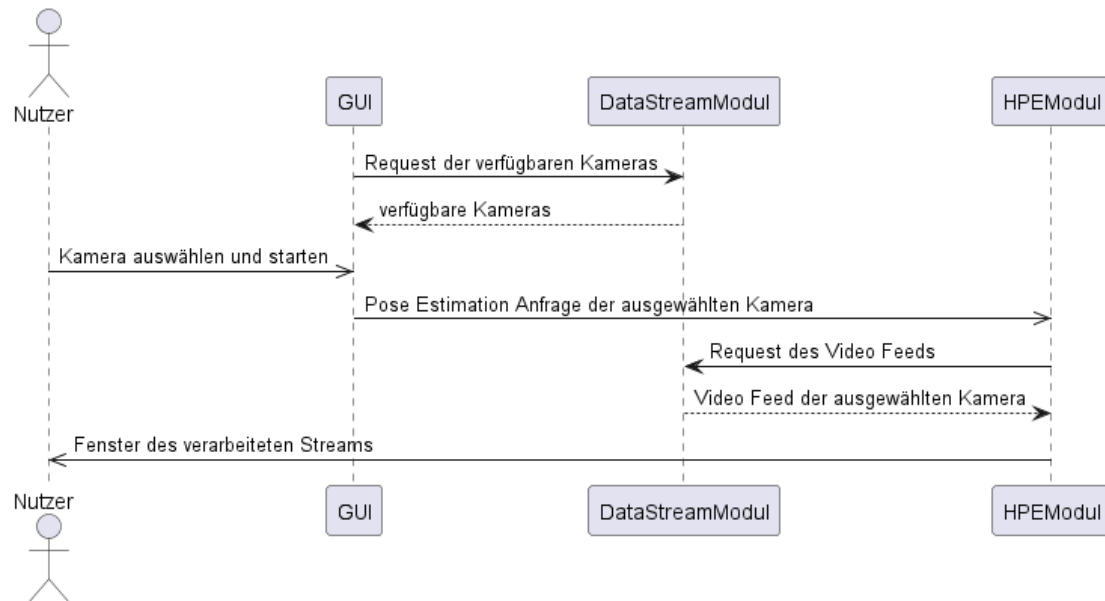 Nutzer
GUI
DataStreamModul
HPEModul
Request der verfügbaren Kameras
verfügbare Kameras
Kamera auswählen und starten
Pose Estimation Anfrage der ausgewählten Kamera
Request des Video Feeds
Video Feed der ausgewählten Kamera
Fenster des verarbeiteten Streams
Nutzer
GUI
DataStreamModul
HPEModul